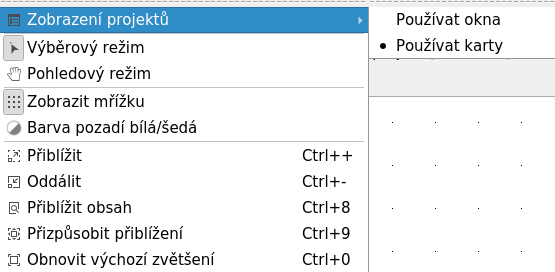 Zobrazení projektů
Výběrový režim
Pohledový režim
Zobrazit mřížku
Barva pozadí bílá/šedá
Přiblížit Ctrl++
Oddálit Ctrl+-
Přiblížit obsah Ctrl+8
Přizpůsobit přiblížení Ctrl+9
Obnovit výchozí zvětšení Ctrl+0
Používat okna
Používat karty